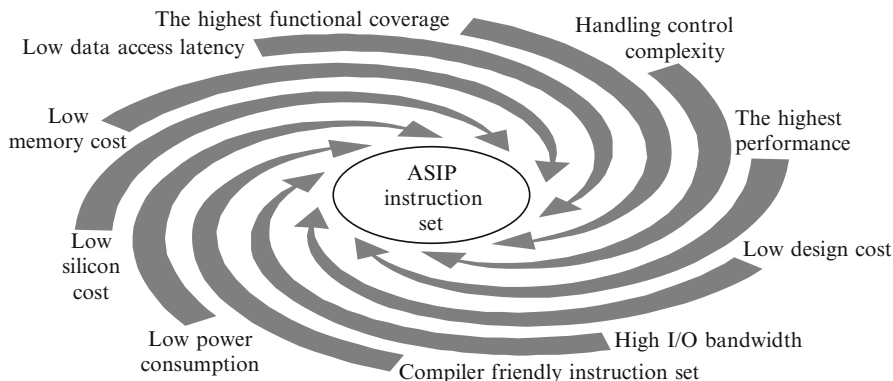 The highest functional coverage
Low data access latency
Handling control
complexity
Low
memory cost
The highest
performance
ASIP
instruction
set
Low
silicon
cost
Low design cost
Low power
consumption
High I/O bandwidth
Compiler friendly instruction set